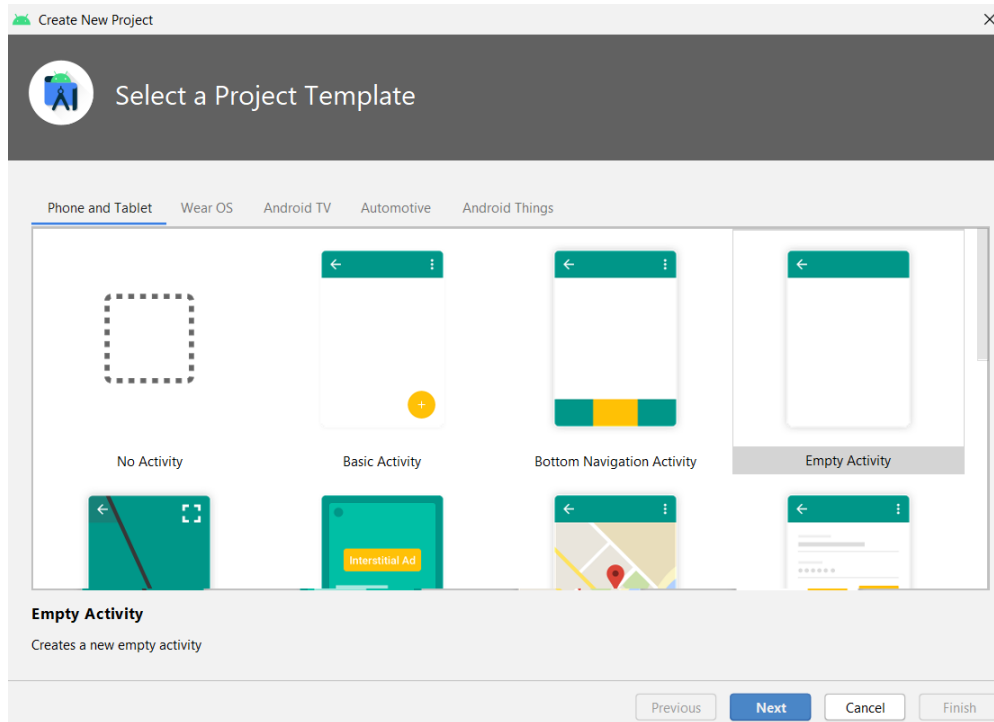 Create New Project
Select a Project Template
Phone and Tablet Wear OS Android TV Automotive Android Things
No Activity Basic Activity Bottom Navigation Activity Empty Activity
Interstitial Ad
Empty Activity
Creates a new empty activity
Previous Next Cancel Finish